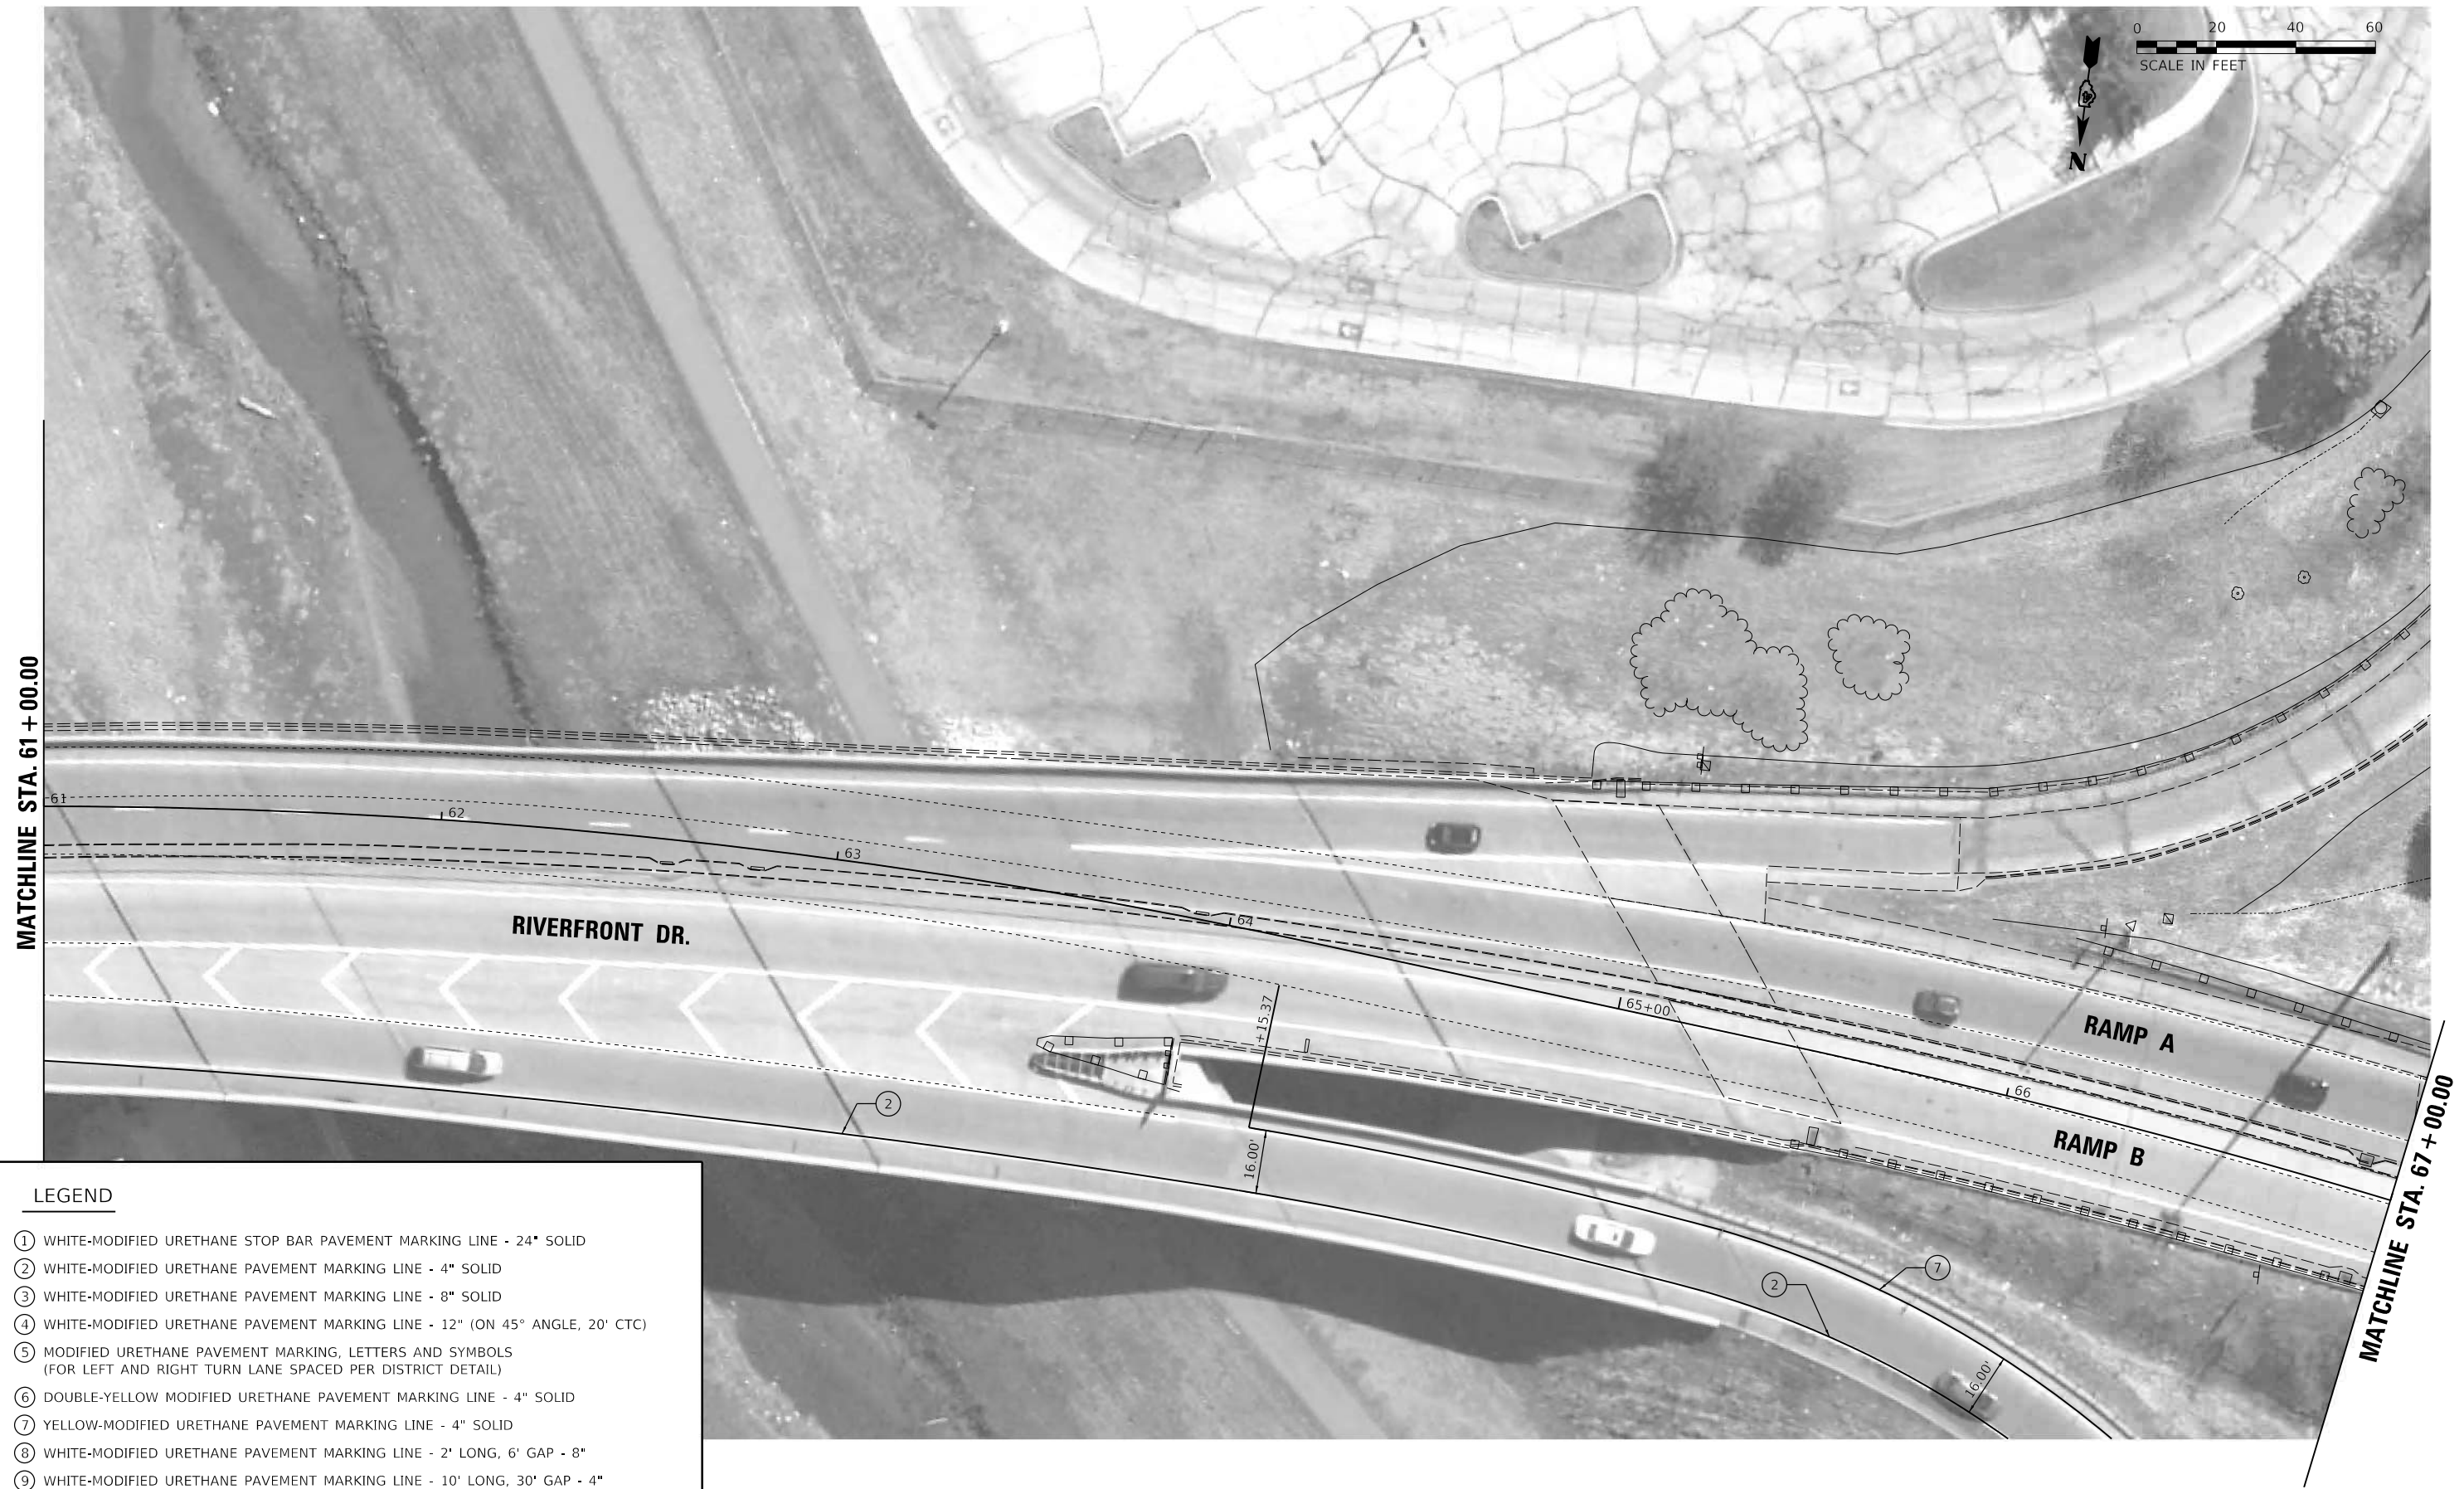 0 20 40 60
SCALE IN FEET
N
MATCHLINE STA. 61 + 00.00
61
62
63
64
65+00
66
RIVERFRONT DR.
RAMP A
RAMP B
+15.37
16.00'
2
7
2
16.00'
MATCHLINE STA. 67 + 00.00
LEGEND
1 WHITE-MODIFIED URETHANE STOP BAR PAVEMENT MARKING LINE - 24" SOLID
2 WHITE-MODIFIED URETHANE PAVEMENT MARKING LINE - 4" SOLID
3 WHITE-MODIFIED URETHANE PAVEMENT MARKING LINE - 8" SOLID
4 WHITE-MODIFIED URETHANE PAVEMENT MARKING LINE - 12" (ON 45° ANGLE, 20' CTC)
5 MODIFIED URETHANE PAVEMENT MARKING, LETTERS AND SYMBOLS
(FOR LEFT AND RIGHT TURN LANE SPACED PER DISTRICT DETAIL)
6 DOUBLE-YELLOW MODIFIED URETHANE PAVEMENT MARKING LINE - 4" SOLID
7 YELLOW-MODIFIED URETHANE PAVEMENT MARKING LINE - 4" SOLID
8 WHITE-MODIFIED URETHANE PAVEMENT MARKING LINE - 2' LONG, 6' GAP - 8"
9 WHITE-MODIFIED URETHANE PAVEMENT MARKING LINE - 10' LONG, 30' GAP - 4"